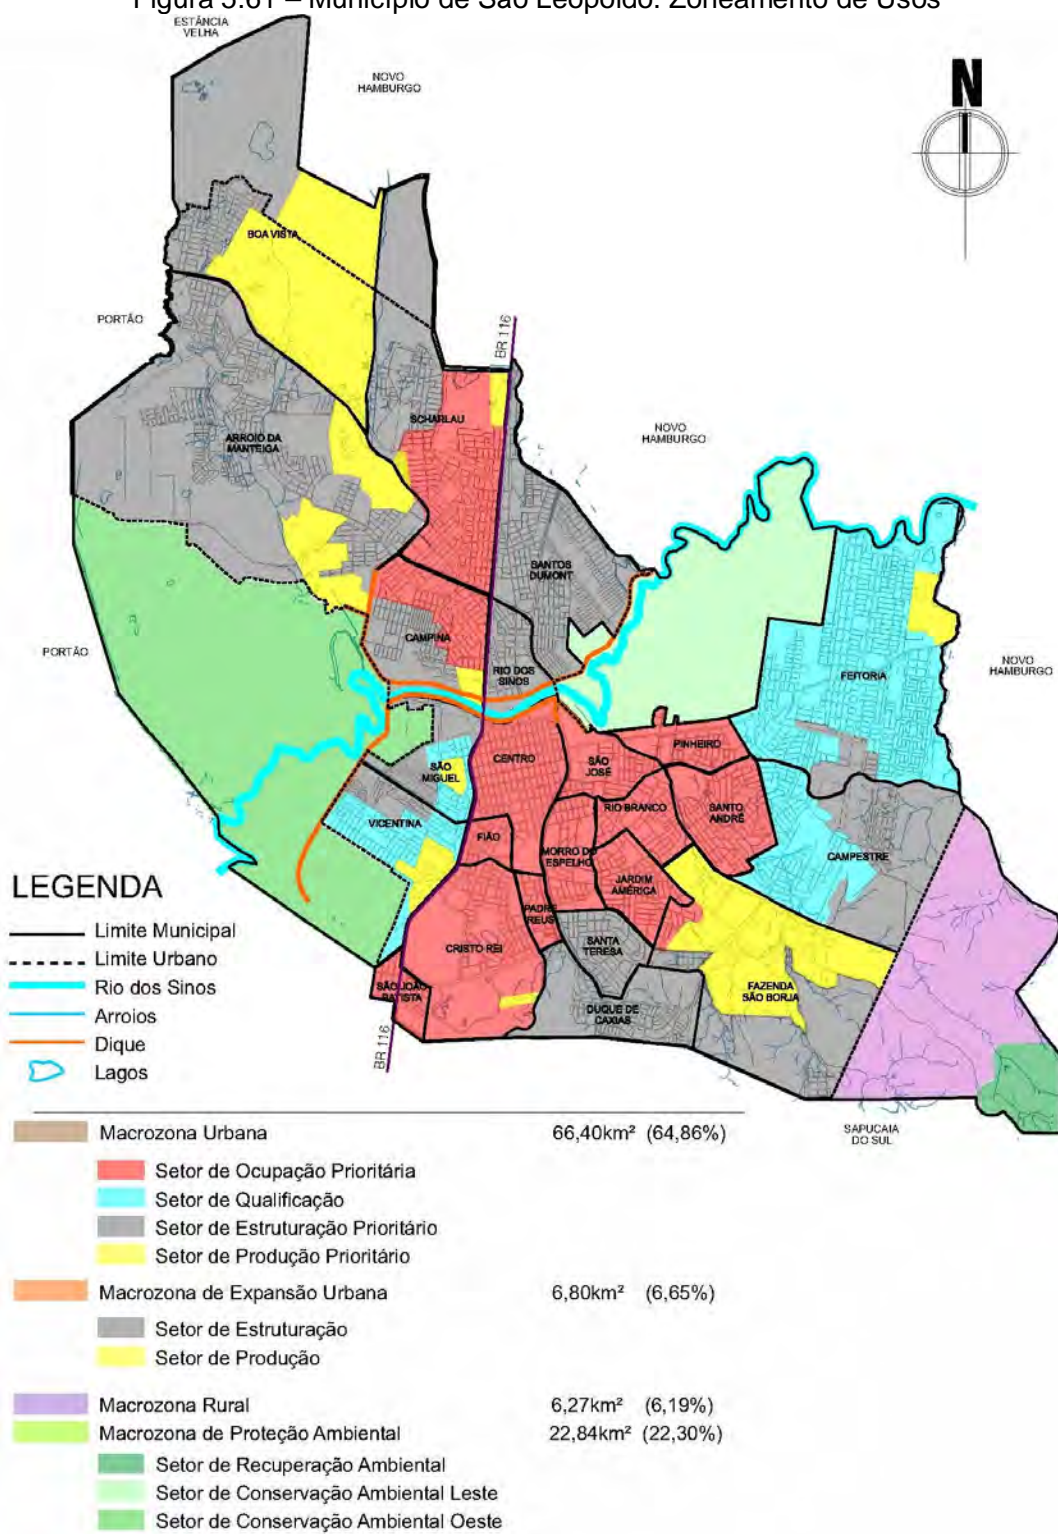 Figura 5.61 – Município de São Leopoldo: Zoneamento de Usos
ESTÂNCIA
VELHA
NOVO
HAMBURGO
N
BOA VISTA
PORTÃO
BR 116
SCHARLAU
NOVO
HAMBURGO
ARROIO DA
MANTEIGA
SANTOS
DUMONT
CAMPINA
PORTÃO
RIO DOS
SINOS
FEITORIA
NOVO
HAMBURGO
CENTRO
PINHEIRO
SÃO
JOSÉ
SÃO
MIGUEL
RIO BRANCO
SANTO
ANDRÉ
VICENTINA
FIÃO
MORRO DO
ESPELHO
CAMPESTRE
JARDIM
AMÉRICA
PADRE
REUS
CRISTO REI
SANTA
TERESA
SÃO JOÃO
BATISTA
FAZENDA
SÃO BORJA
DUQUE DE
CAXIAS
BR 116
SAPUCAIA
DO SUL
LEGENDA
Limite Municipal
Limite Urbano
Rio dos Sinos
Arroios
Dique
Lagos
Macrozona Urbana 66,40km² (64,86%)
Setor de Ocupação Prioritária
Setor de Qualificação
Setor de Estruturação Prioritário
Setor de Produção Prioritário
Macrozona de Expansão Urbana 6,80km² (6,65%)
Setor de Estruturação
Setor de Produção
Macrozona Rural 6,27km² (6,19%)
Macrozona de Proteção Ambiental 22,84km² (22,30%)
Setor de Recuperação Ambiental
Setor de Conservação Ambiental Leste
Setor de Conservação Ambiental Oeste